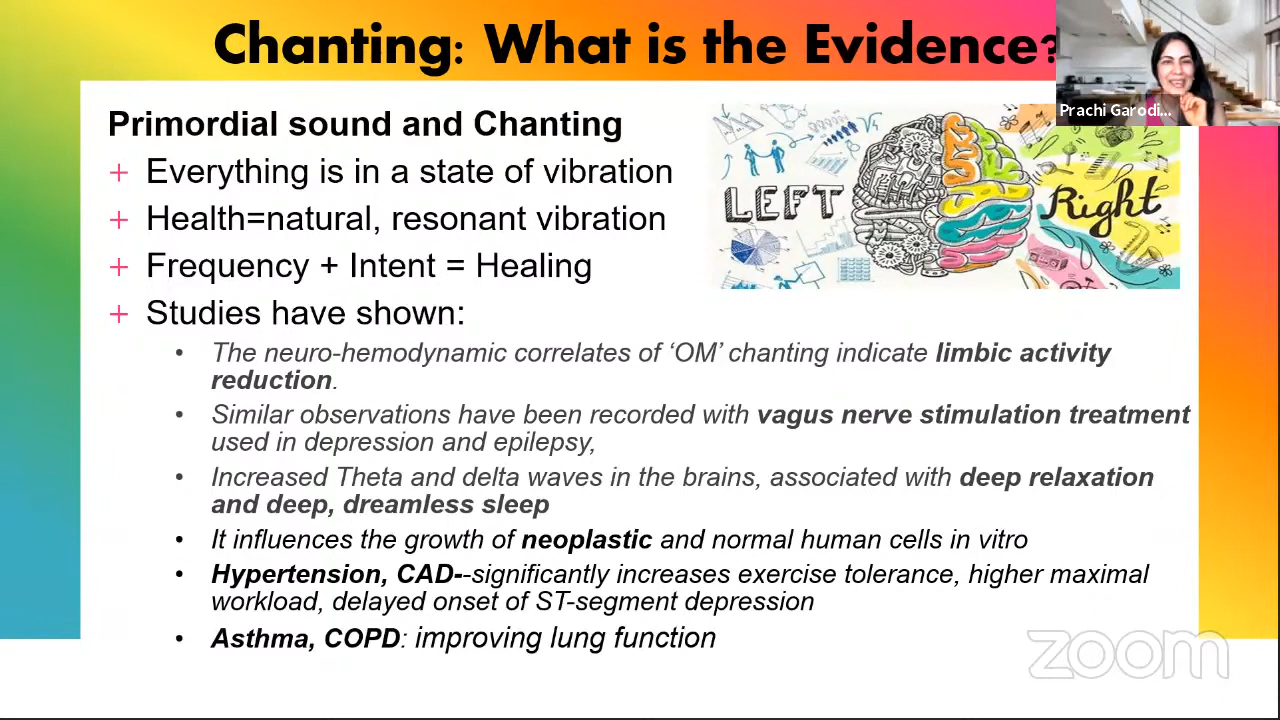 Chanting: What is the Evidence?
Prachi Garodi...
Primordial sound and Chanting
+ Everything is in a state of vibration
+ Health=natural, resonant vibration
+ Frequency + Intent = Healing
+ Studies have shown:
• The neuro-hemodynamic correlates of ‘OM’ chanting indicate limbic activity
reduction.
• Similar observations have been recorded with vagus nerve stimulation treatment
used in depression and epilepsy,
• Increased Theta and delta waves in the brains, associated with deep relaxation
and deep, dreamless sleep
• It influences the growth of neoplastic and normal human cells in vitro
• Hypertension, CAD--significantly increases exercise tolerance, higher maximal
workload, delayed onset of ST-segment depression
• Asthma, COPD: improving lung function
LEFT
Right
zoom